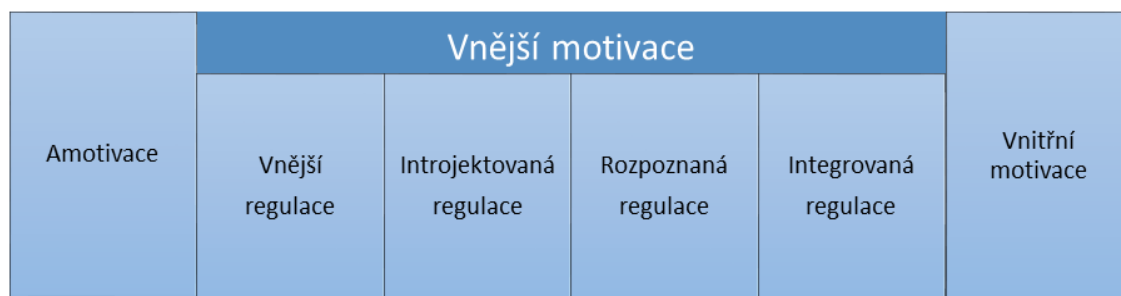 Vnější motivace
Amotivace
Vnější
regulace
Introjektovaná
regulace
Rozpoznaná
regulace
Integrovaná
regulace
Vnitřní
motivace